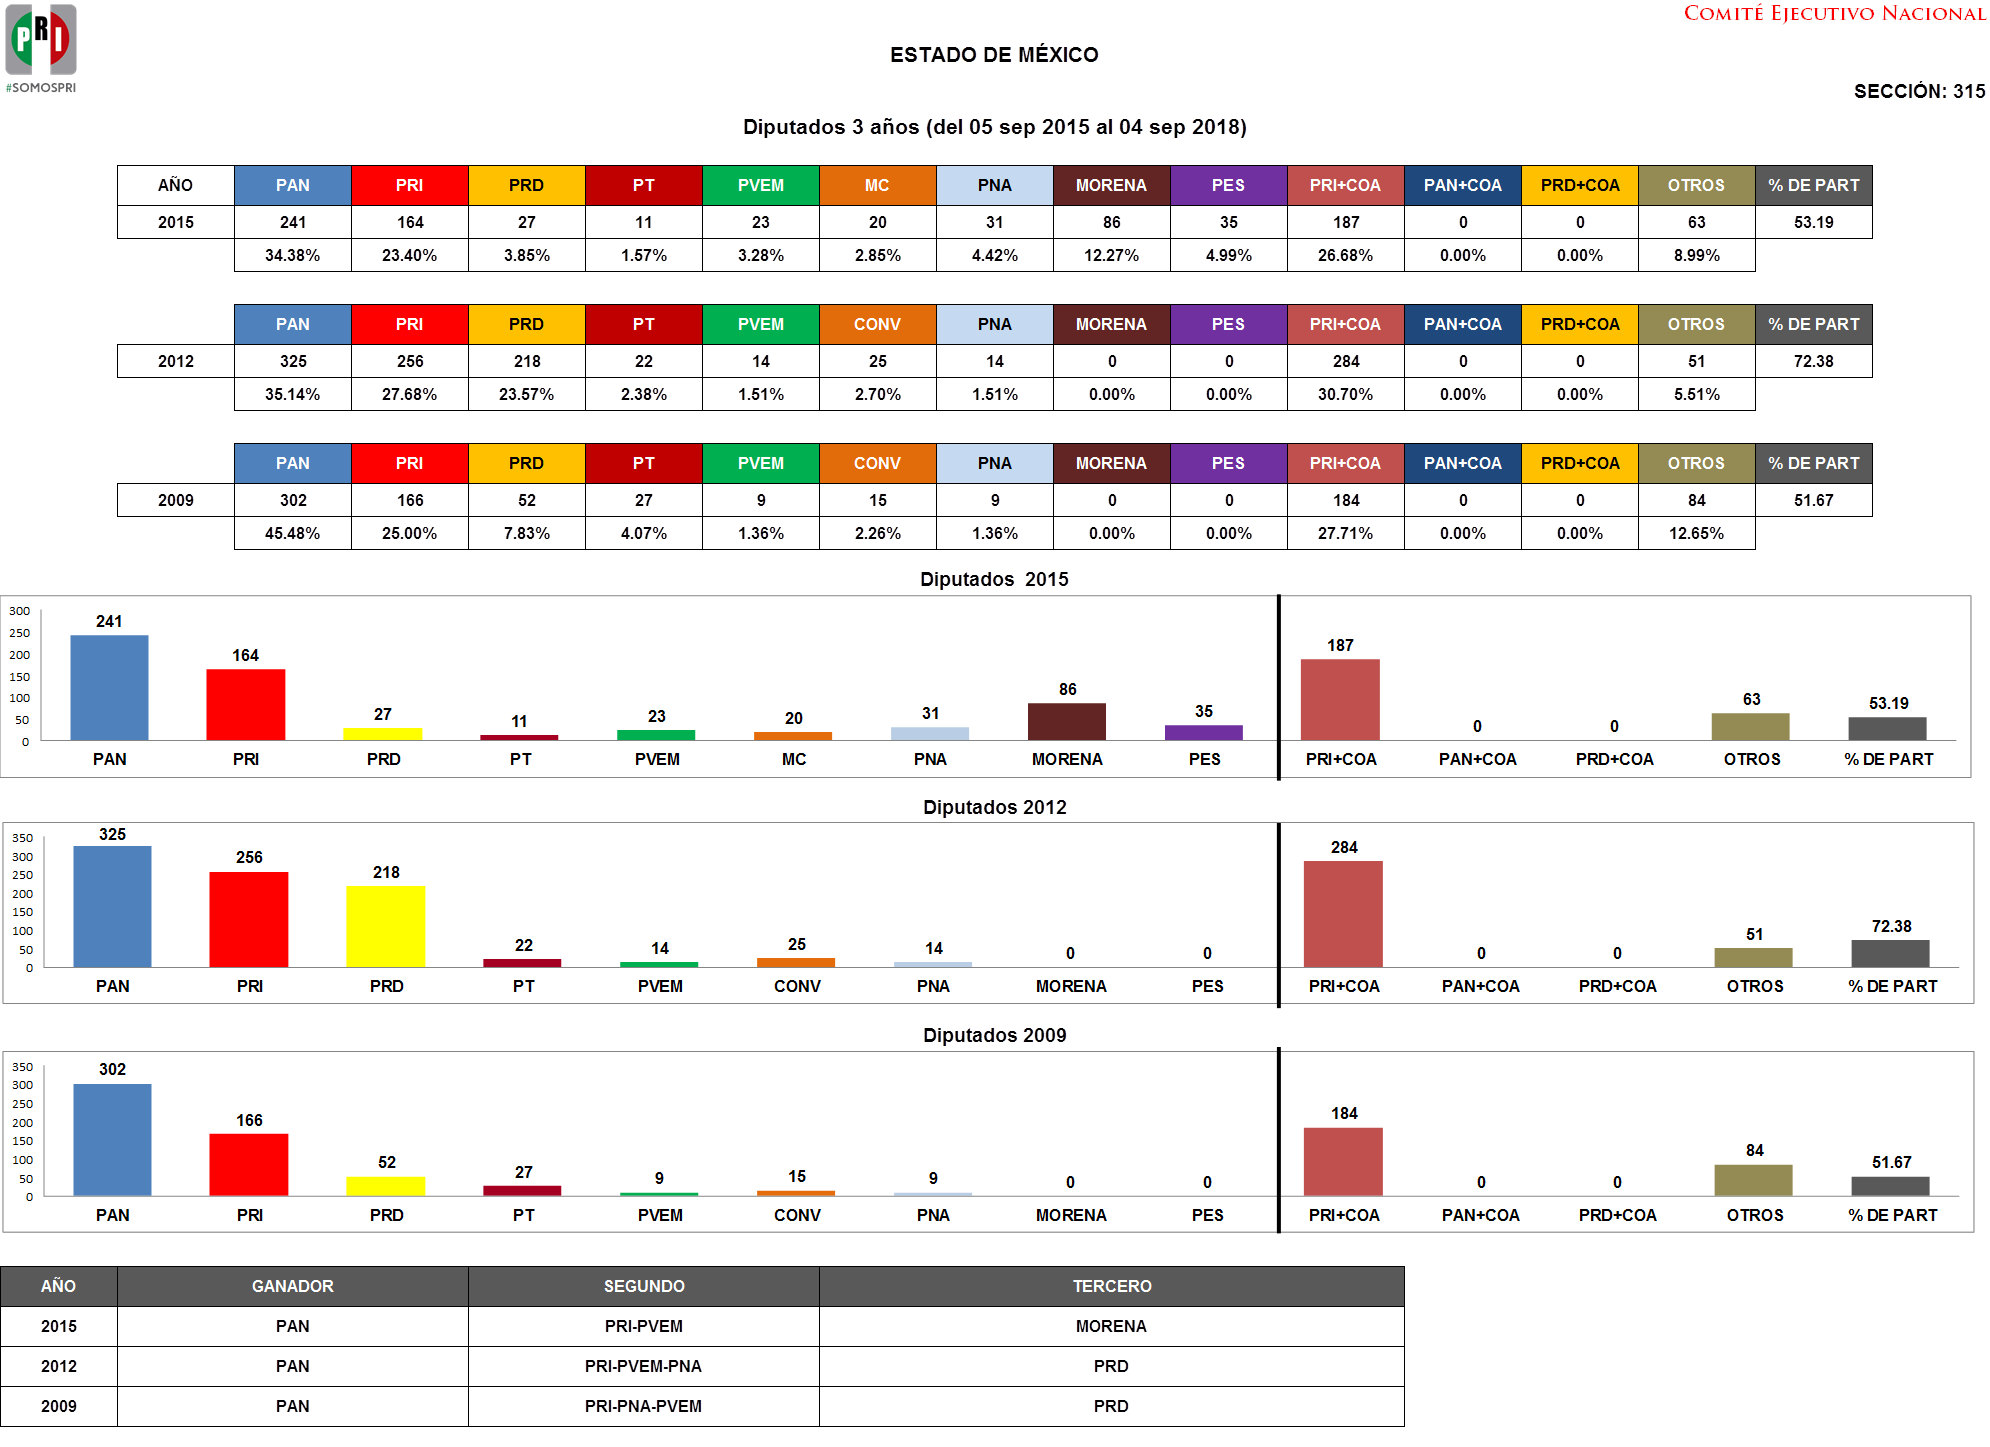 PRI
#SOMOSPRI
COMITÉ EJECUTIVO NACIONAL
ESTADO DE MÉXICO
SECCIÓN: 315
Diputados 3 años (del 05 sep 2015 al 04 sep 2018)
AÑO PAN PRI PRD PT PVEM MC PNA MORENA PES PRI+COA PAN+COA PRD+COA OTROS % DE PART
2015 241 164 27 11 23 20 31 86 35 187 0 0 63 53.19
34.38% 23.40% 3.85% 1.57% 3.28% 2.85% 4.42% 12.27% 4.99% 26.68% 0.00% 0.00% 8.99%
PAN PRI PRD PT PVEM CONV PNA MORENA PES PRI+COA PAN+COA PRD+COA OTROS % DE PART
2012 325 256 218 22 14 25 14 0 0 284 0 0 51 72.38
35.14% 27.68% 23.57% 2.38% 1.51% 2.70% 1.51% 0.00% 0.00% 30.70% 0.00% 0.00% 5.51%
PAN PRI PRD PT PVEM CONV PNA MORENA PES PRI+COA PAN+COA PRD+COA OTROS % DE PART
2009 302 166 52 27 9 15 9 0 0 184 0 0 84 51.67
45.48% 25.00% 7.83% 4.07% 1.36% 2.26% 1.36% 0.00% 0.00% 27.71% 0.00% 0.00% 12.65%
Diputados 2015
300
250
200
150
100
50
0
241 164 27 11 23 20 31 86 35 187 0 0 63 53.19
PAN PRI PRD PT PVEM MC PNA MORENA PES PRI+COA PAN+COA PRD+COA OTROS % DE PART
Diputados 2012
350
300
250
200
150
100
50
0
325 256 218 22 14 25 14 0 0 284 0 0 51 72.38
PAN PRI PRD PT PVEM CONV PNA MORENA PES PRI+COA PAN+COA PRD+COA OTROS % DE PART
Diputados 2009
350
300
250
200
150
100
50
0
302 166 52 27 9 15 9 0 0 184 0 0 84 51.67
PAN PRI PRD PT PVEM CONV PNA MORENA PES PRI+COA PAN+COA PRD+COA OTROS % DE PART
AÑO GANADOR SEGUNDO TERCERO
2015 PAN PRI-PVEM MORENA
2012 PAN PRI-PVEM-PNA PRD
2009 PAN PRI-PNA-PVEM PRD